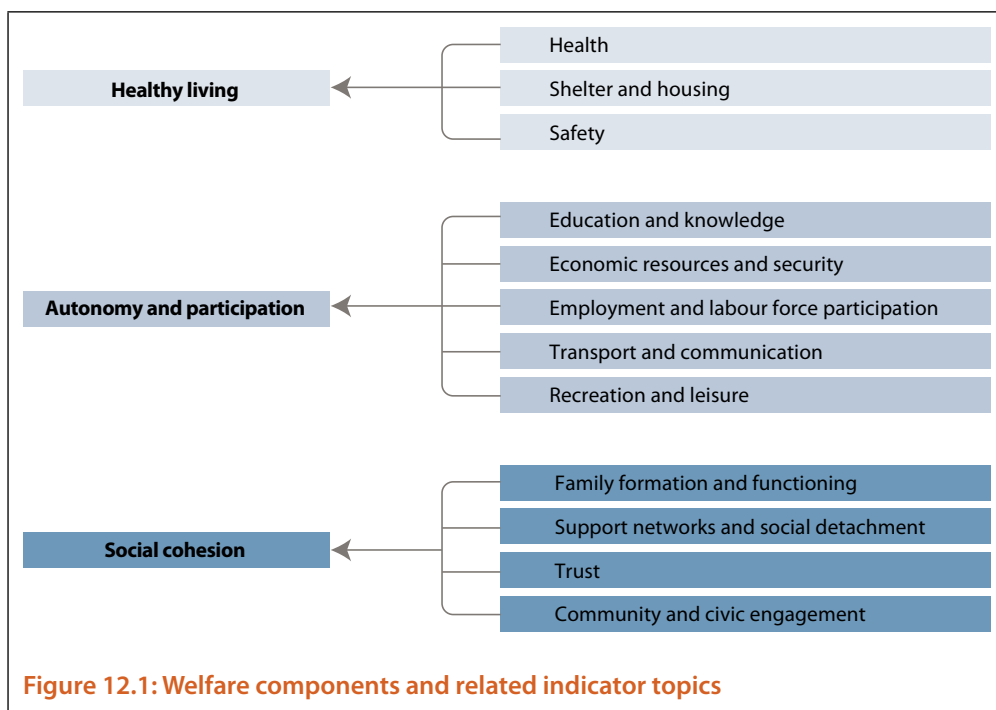 Healthy living
Health
Shelter and housing
Safety
Autonomy and participation
Education and knowledge
Economic resources and security
Employment and labour force participation
Transport and communication
Recreation and leisure
Social cohesion
Family formation and functioning
Support networks and social detachment
Trust
Community and civic engagement
Figure 12.1: Welfare components and related indicator topics